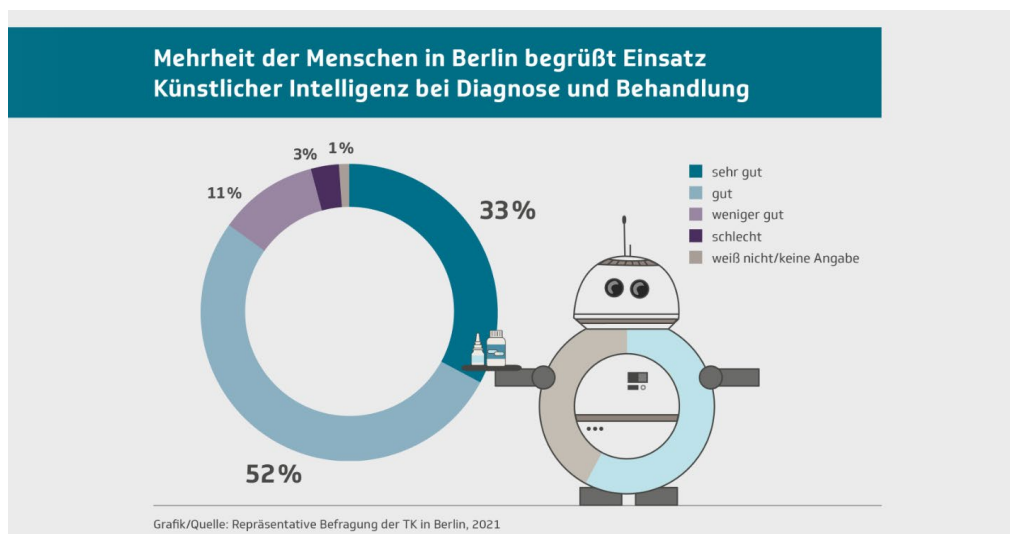 Mehrheit der Menschen in Berlin begrüßt Einsatz
Künstlicher Intelligenz bei Diagnose und Behandlung
3%
1%
11%
33%
52%
sehr gut
gut
weniger gut
schlecht
weiß nicht/keine Angabe
Grafik/Quelle: Repräsentative Befragung der TK in Berlin, 2021